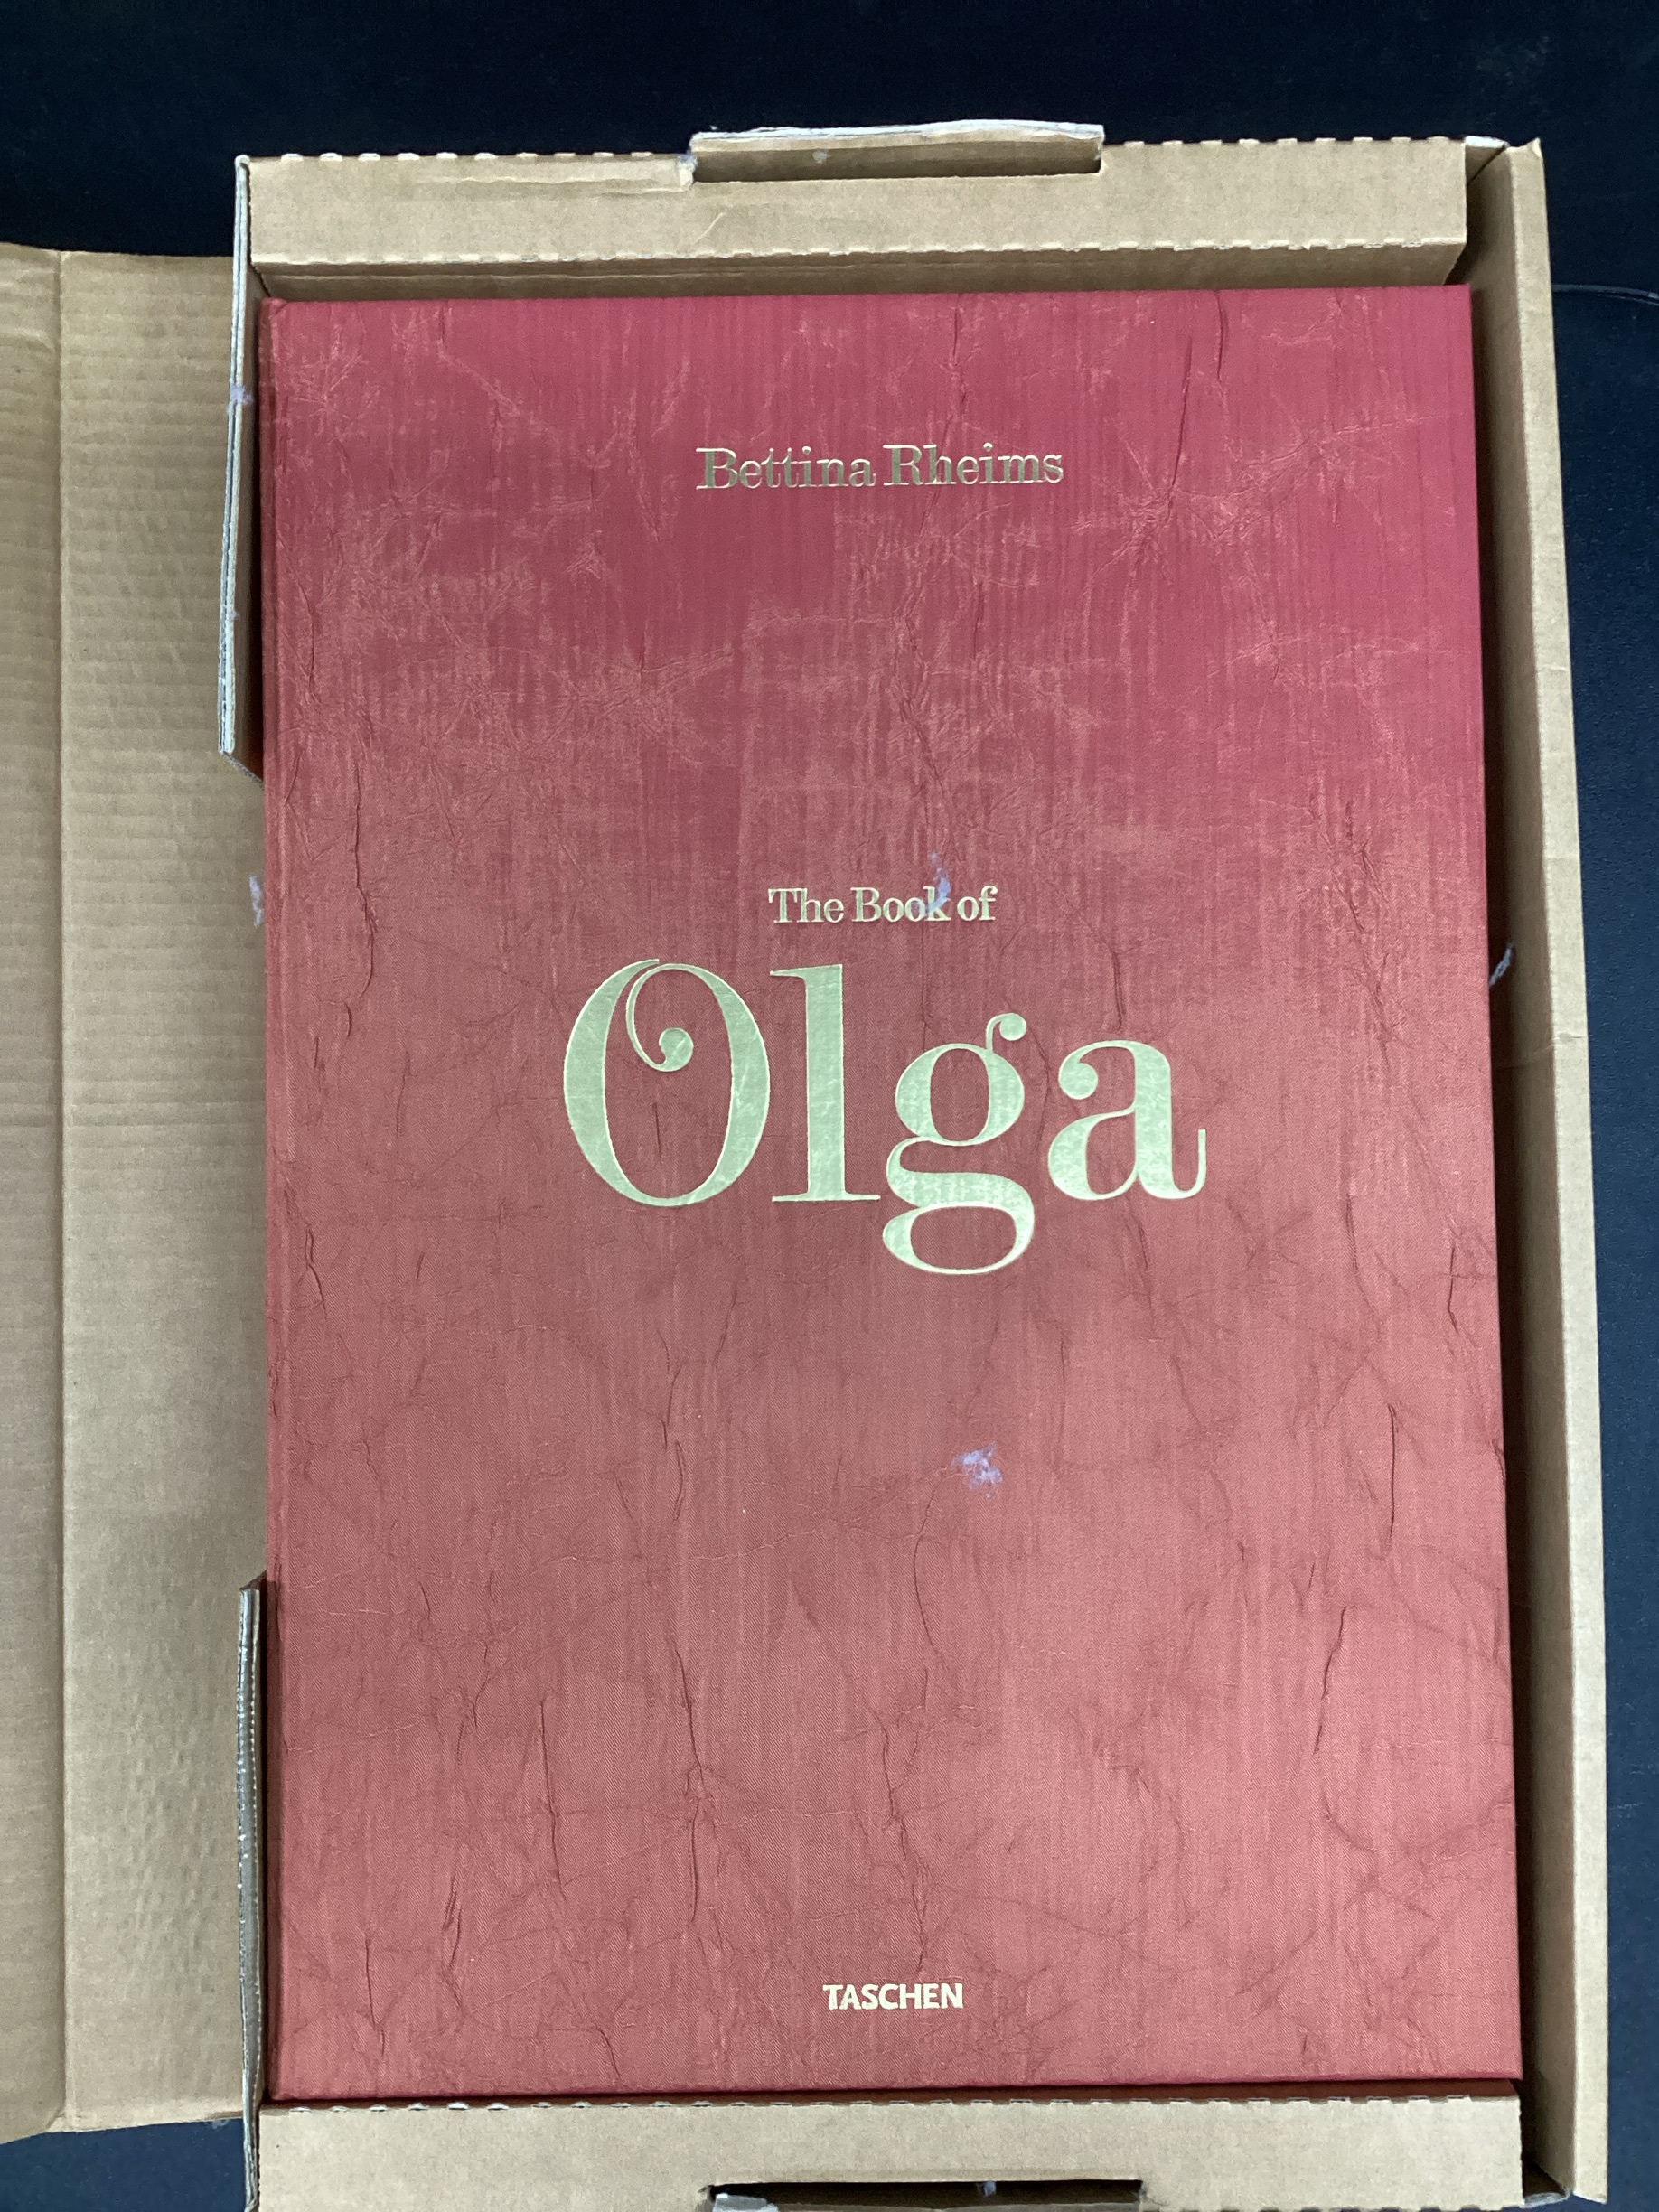 Bettina Rheims
The Book of
Olga
TASCHEN